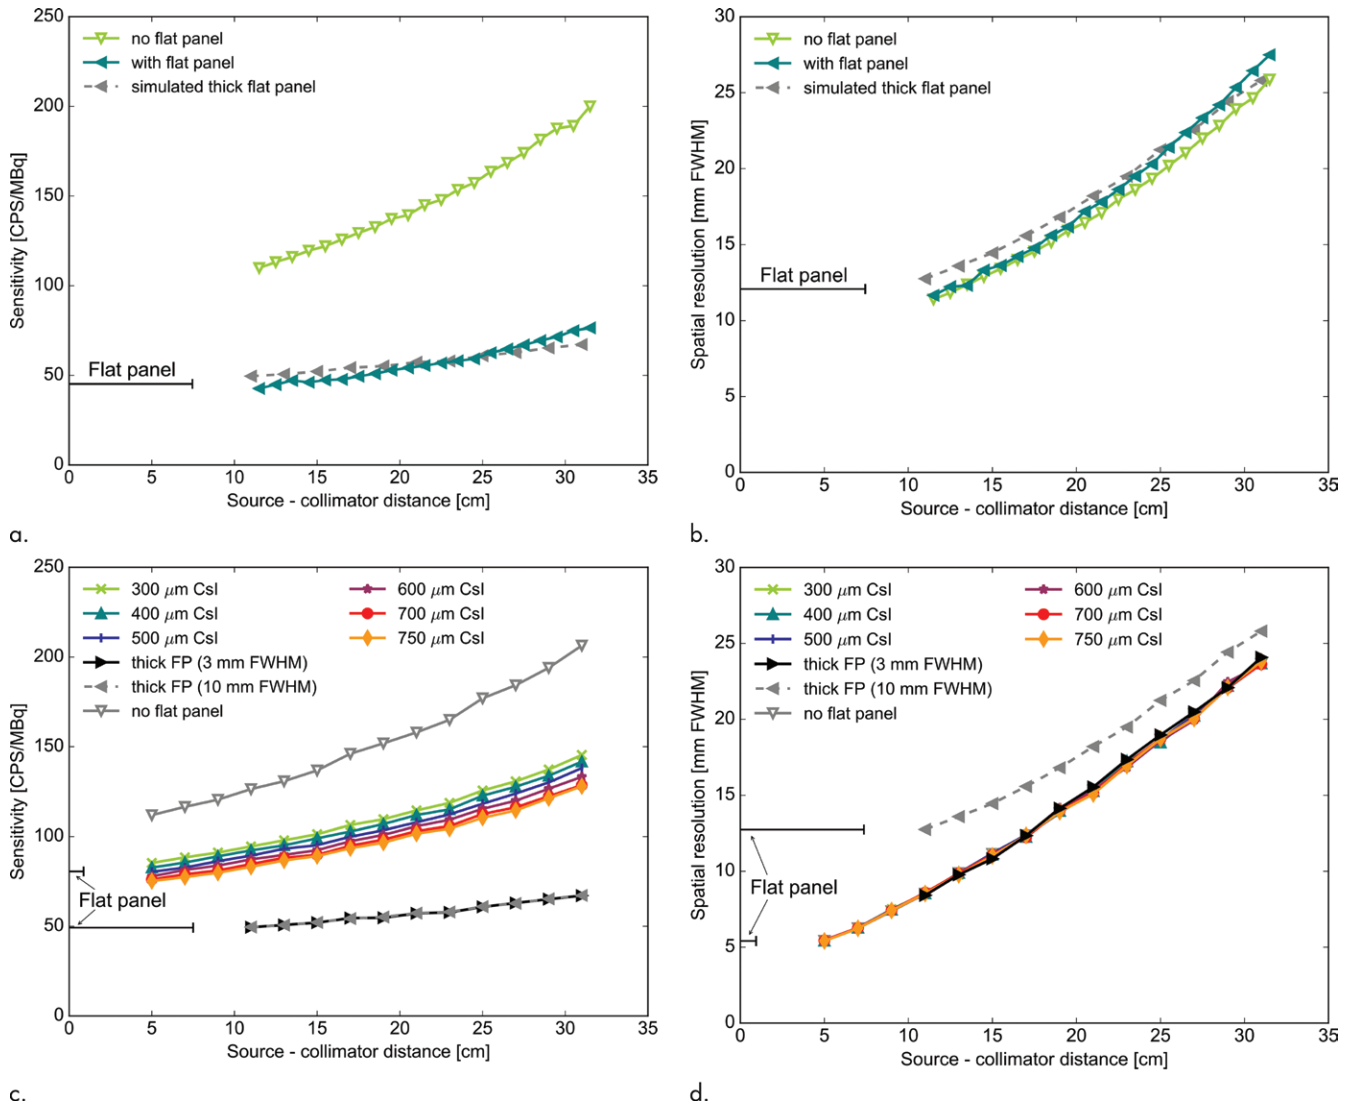 250
200
150
100
50
0
Sensitivity [CPS/MBq]
no flat panel
with flat panel
simulated thick flat panel
Flat panel
0 5 10 15 20 25 30 35
Source - collimator distance [cm]
a.
30
25
20
15
10
5
0
Spatial resolution [mm FWHM]
no flat panel
with flat panel
simulated thick flat panel
Flat panel
0 5 10 15 20 25 30 35
Source - collimator distance [cm]
b.
250
200
150
100
50
0
Sensitivity [CPS/MBq]
300 μm CsI 600 μm CsI
400 μm CsI 700 μm CsI
500 μm CsI 750 μm CsI
thick FP (3 mm FWHM)
thick FP (10 mm FWHM)
no flat panel
Flat panel
0 5 10 15 20 25 30 35
Source - collimator distance [cm]
c.
30
25
20
15
10
5
0
Spatial resolution [mm FWHM]
300 μm CsI 600 μm CsI
400 μm CsI 700 μm CsI
500 μm CsI 750 μm CsI
thick FP (3 mm FWHM)
thick FP (10 mm FWHM)
no flat panel
Flat panel
0 5 10 15 20 25 30 35
Source - collimator distance [cm]
d.